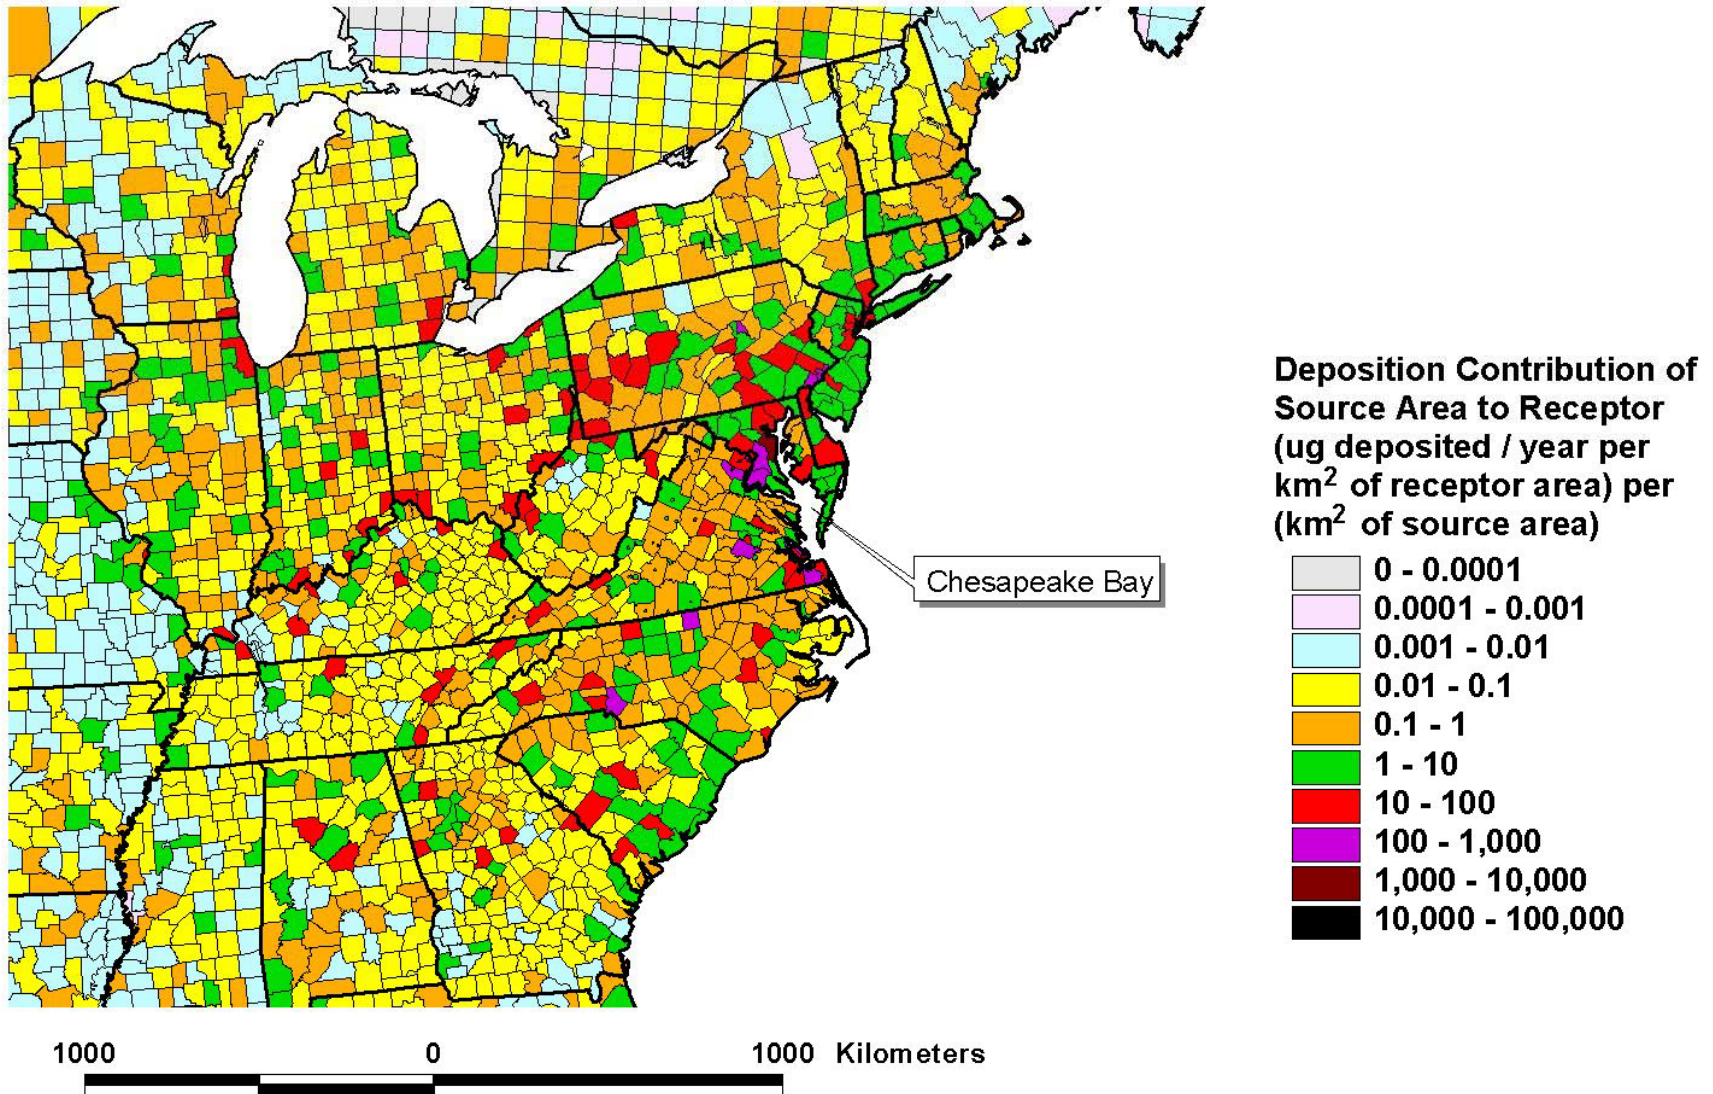 Deposition Contribution of
Source Area to Receptor
(ug deposited / year per
km2 of receptor area) per
(km2 of source area)
0 - 0.0001
0.0001 - 0.001
0.001 - 0.01
0.01 - 0.1
0.1 - 1
1 - 10
10 - 100
100 - 1,000
1,000 - 10,000
10,000 - 100,000
Chesapeake Bay
1000 0 1000 Kilometers